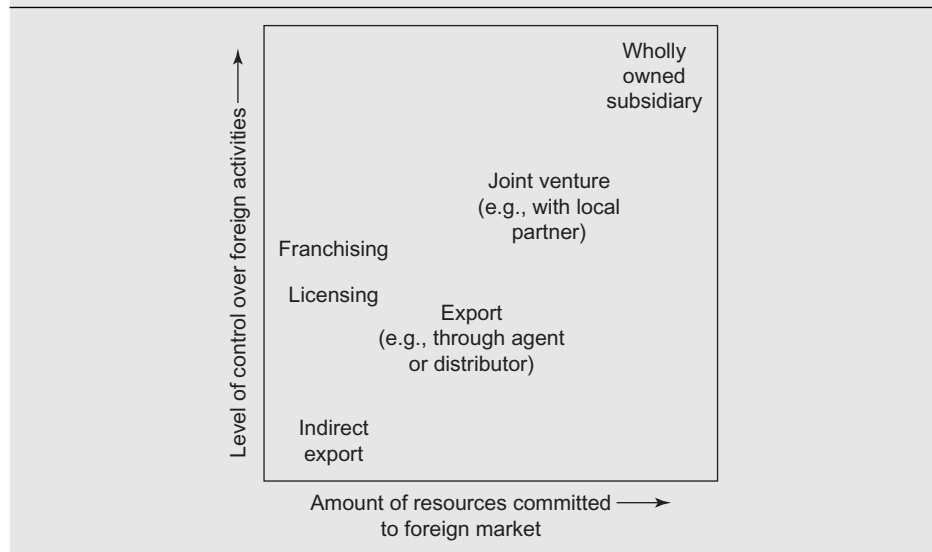 Wholly
owned
subsidiary
Joint venture
(e.g., with local
partner)
Franchising
Licensing
Export
(e.g., through agent
or distributor)
Indirect
export
Level of control over foreign activities
Amount of resources committed
to foreign market